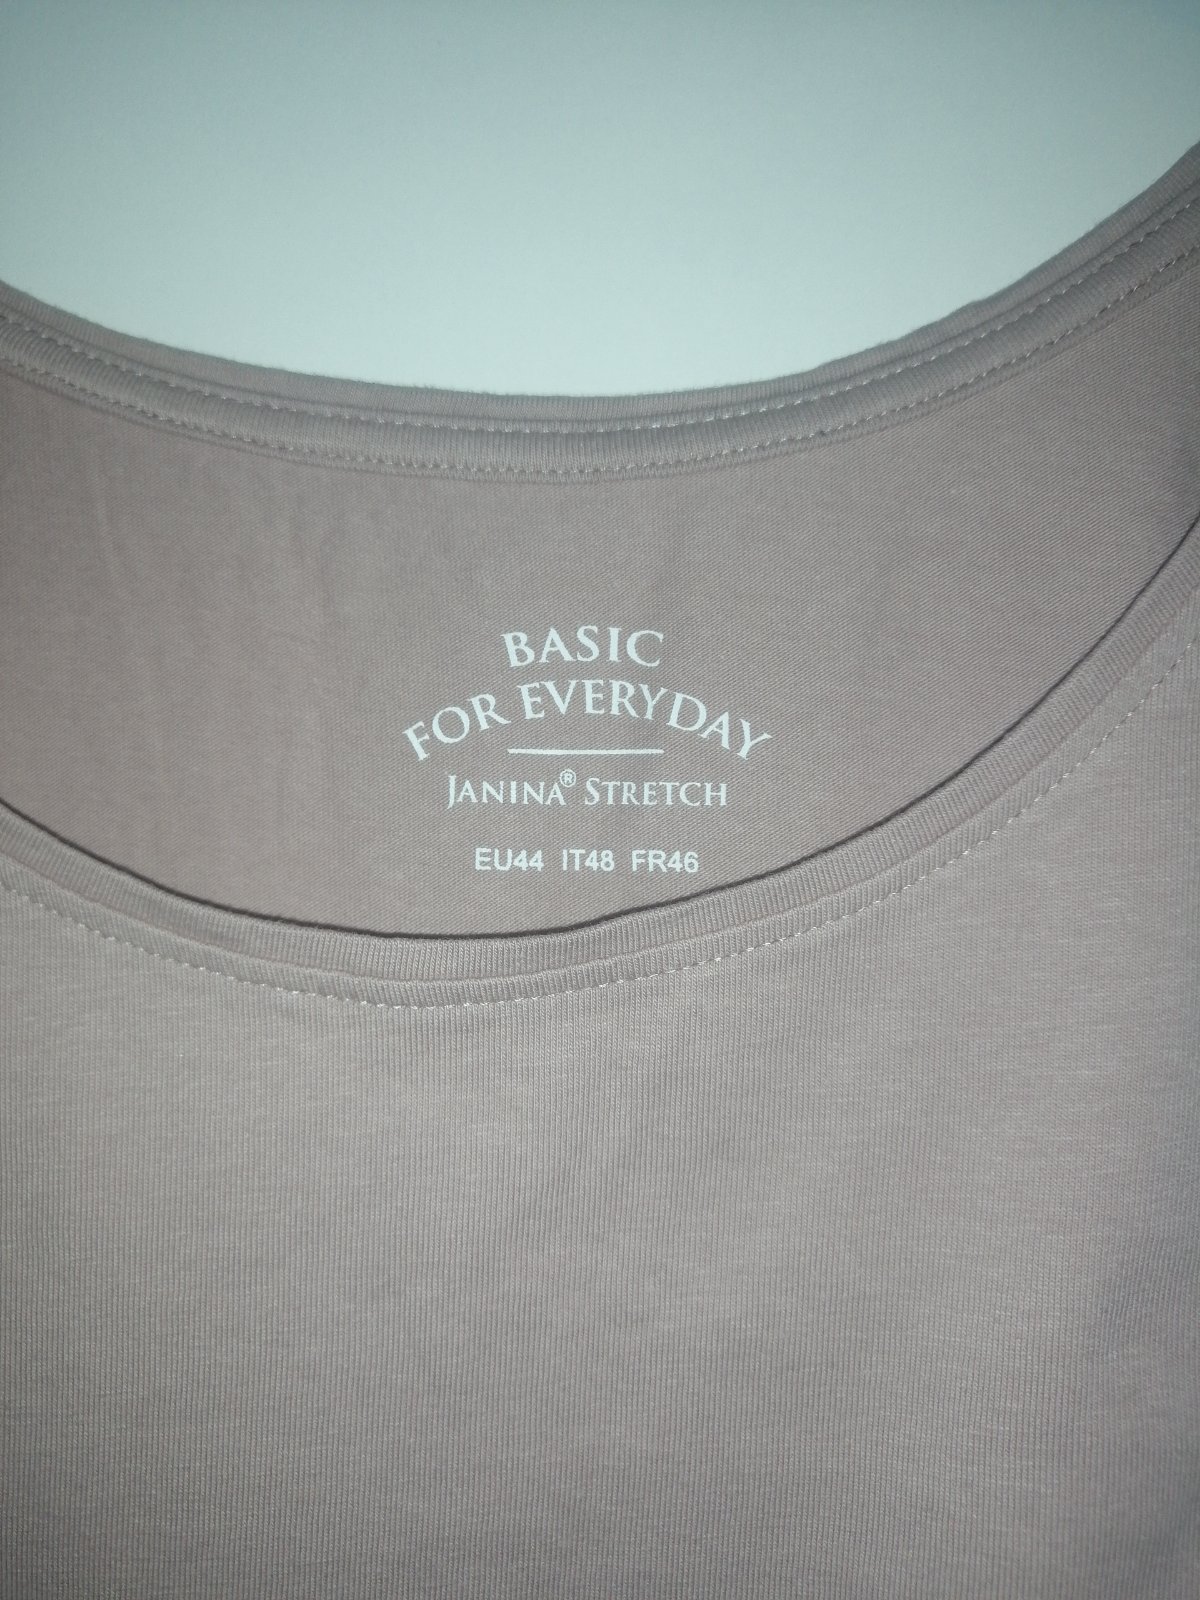 BASIC
FOR EVERYDAY
JANINA® STRETCH
EU44 IT48 FR46